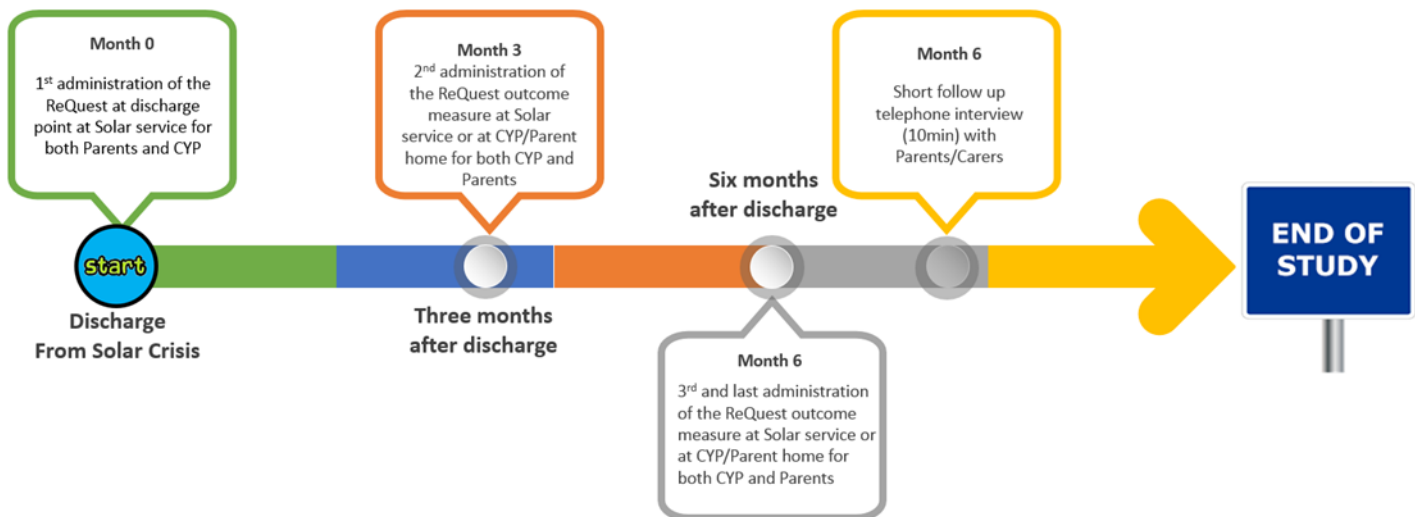 Month 0
1st administration of the
ReQuest at discharge
point at Solar service for
both Parents and CYP
Month 3
2nd administration of
the ReQuest outcome
measure at Solar
service or at CYP/Parent
home for both CYP and
Parents
Month 6
Short follow up
telephone interview
(10min) with
Parents/Carers
Six months
after discharge
start
END OF
STUDY
Discharge
From Solar Crisis
Three months
after discharge
Month 6
3rd and last administration
of the ReQuest outcome
measure at Solar service or
at CYP/Parent home for
both CYP and Parents